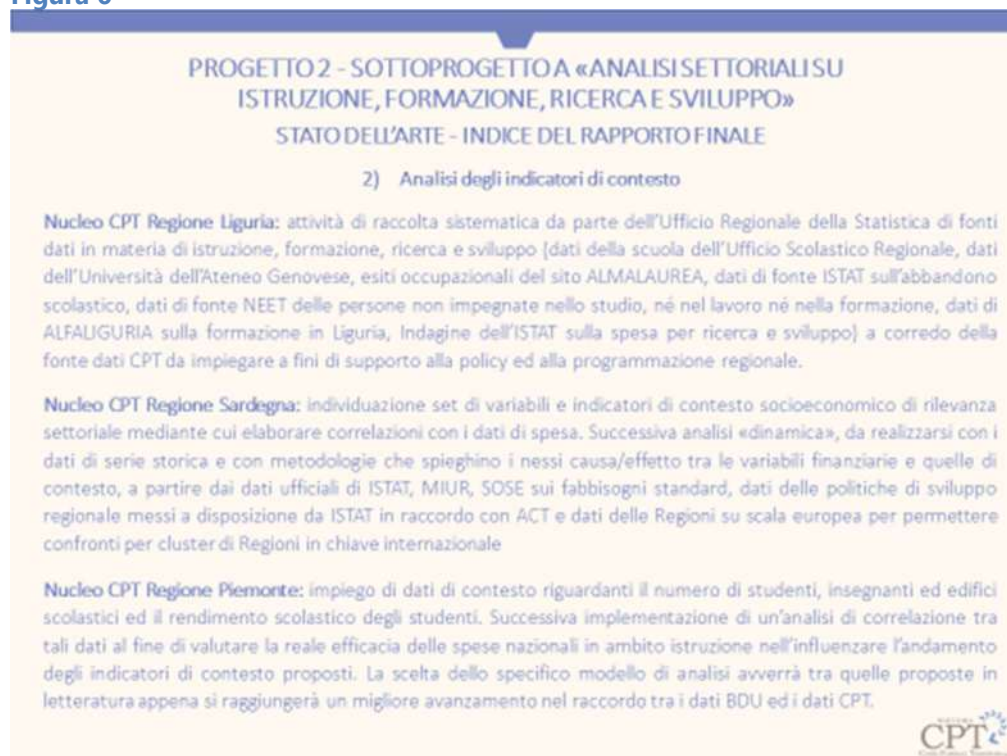 Figura 6
PROGETTO 2 - SOTTOPROGETTO A «ANALISI SETTORIALI SU
ISTRUZIONE, FORMAZIONE, RICERCA E SVILUPPO»
STATO DELL'ARTE - INDICE DEL RAPPORTO FINALE
2) Analisi degli indicatori di contesto
Nucleo CPT Regione Liguria: attività di raccolta sistematica da parte dell'Ufficio Regionale della Statistica di fonti
dati in materia di istruzione, formazione, ricerca e sviluppo (dati della scuola dell'Ufficio Scolastico Regionale, dati
dell'Università dell'Ateneo Genovese, esiti occupazionali del sito ALMALAUREA, dati di fonte ISTAT sull'abbandono
scolastico, dati di fonte NEET delle persone non impegnate nello studio, né nel lavoro né nella formazione, dati di
ALFALIGURIA sulla formazione in Liguria, Indagine dell'ISTAT sulla spesa per ricerca e sviluppo) a corredo della
fonte dati CPT da impiegare a fini di supporto alla policy ed alla programmazione regionale.
Nucleo CPT Regione Sardegna: individuazione set di variabili e indicatori di contesto socioeconomico di rilevanza
settoriale mediante cui elaborare correlazioni con i dati di spesa. Successiva analisi «dinamica», da realizzarsi con i
dati di serie storica e con metodologie che spieghino i nessi causa/effetto tra le variabili finanziarie e quelle di
contesto, a partire dai dati ufficiali di ISTAT, MIUR, SOSE sui fabbisogni standard, dati delle politiche di sviluppo
regionale messi a disposizione da ISTAT in raccordo con ACT e dati delle Regioni su scala europea per permettere
confronti per cluster di Regioni in chiave internazionale
Nucleo CPT Regione Piemonte: impiego di dati di contesto riguardanti il numero di studenti, insegnanti ed edifici
scolastici ed il rendimento scolastico degli studenti. Successiva implementazione di un'analisi di correlazione tra
tali dati al fine di valutare la reale efficacia delle spese nazionali in ambito istruzione nell'influenzare l'andamento
degli indicatori di contesto proposti. La scelta dello specifico modello di analisi avverrà tra quelle proposte in
letteratura appena si raggiungerà un migliore avanzamento nel raccordo tra i dati BDU ed i dati CPT.
CPT